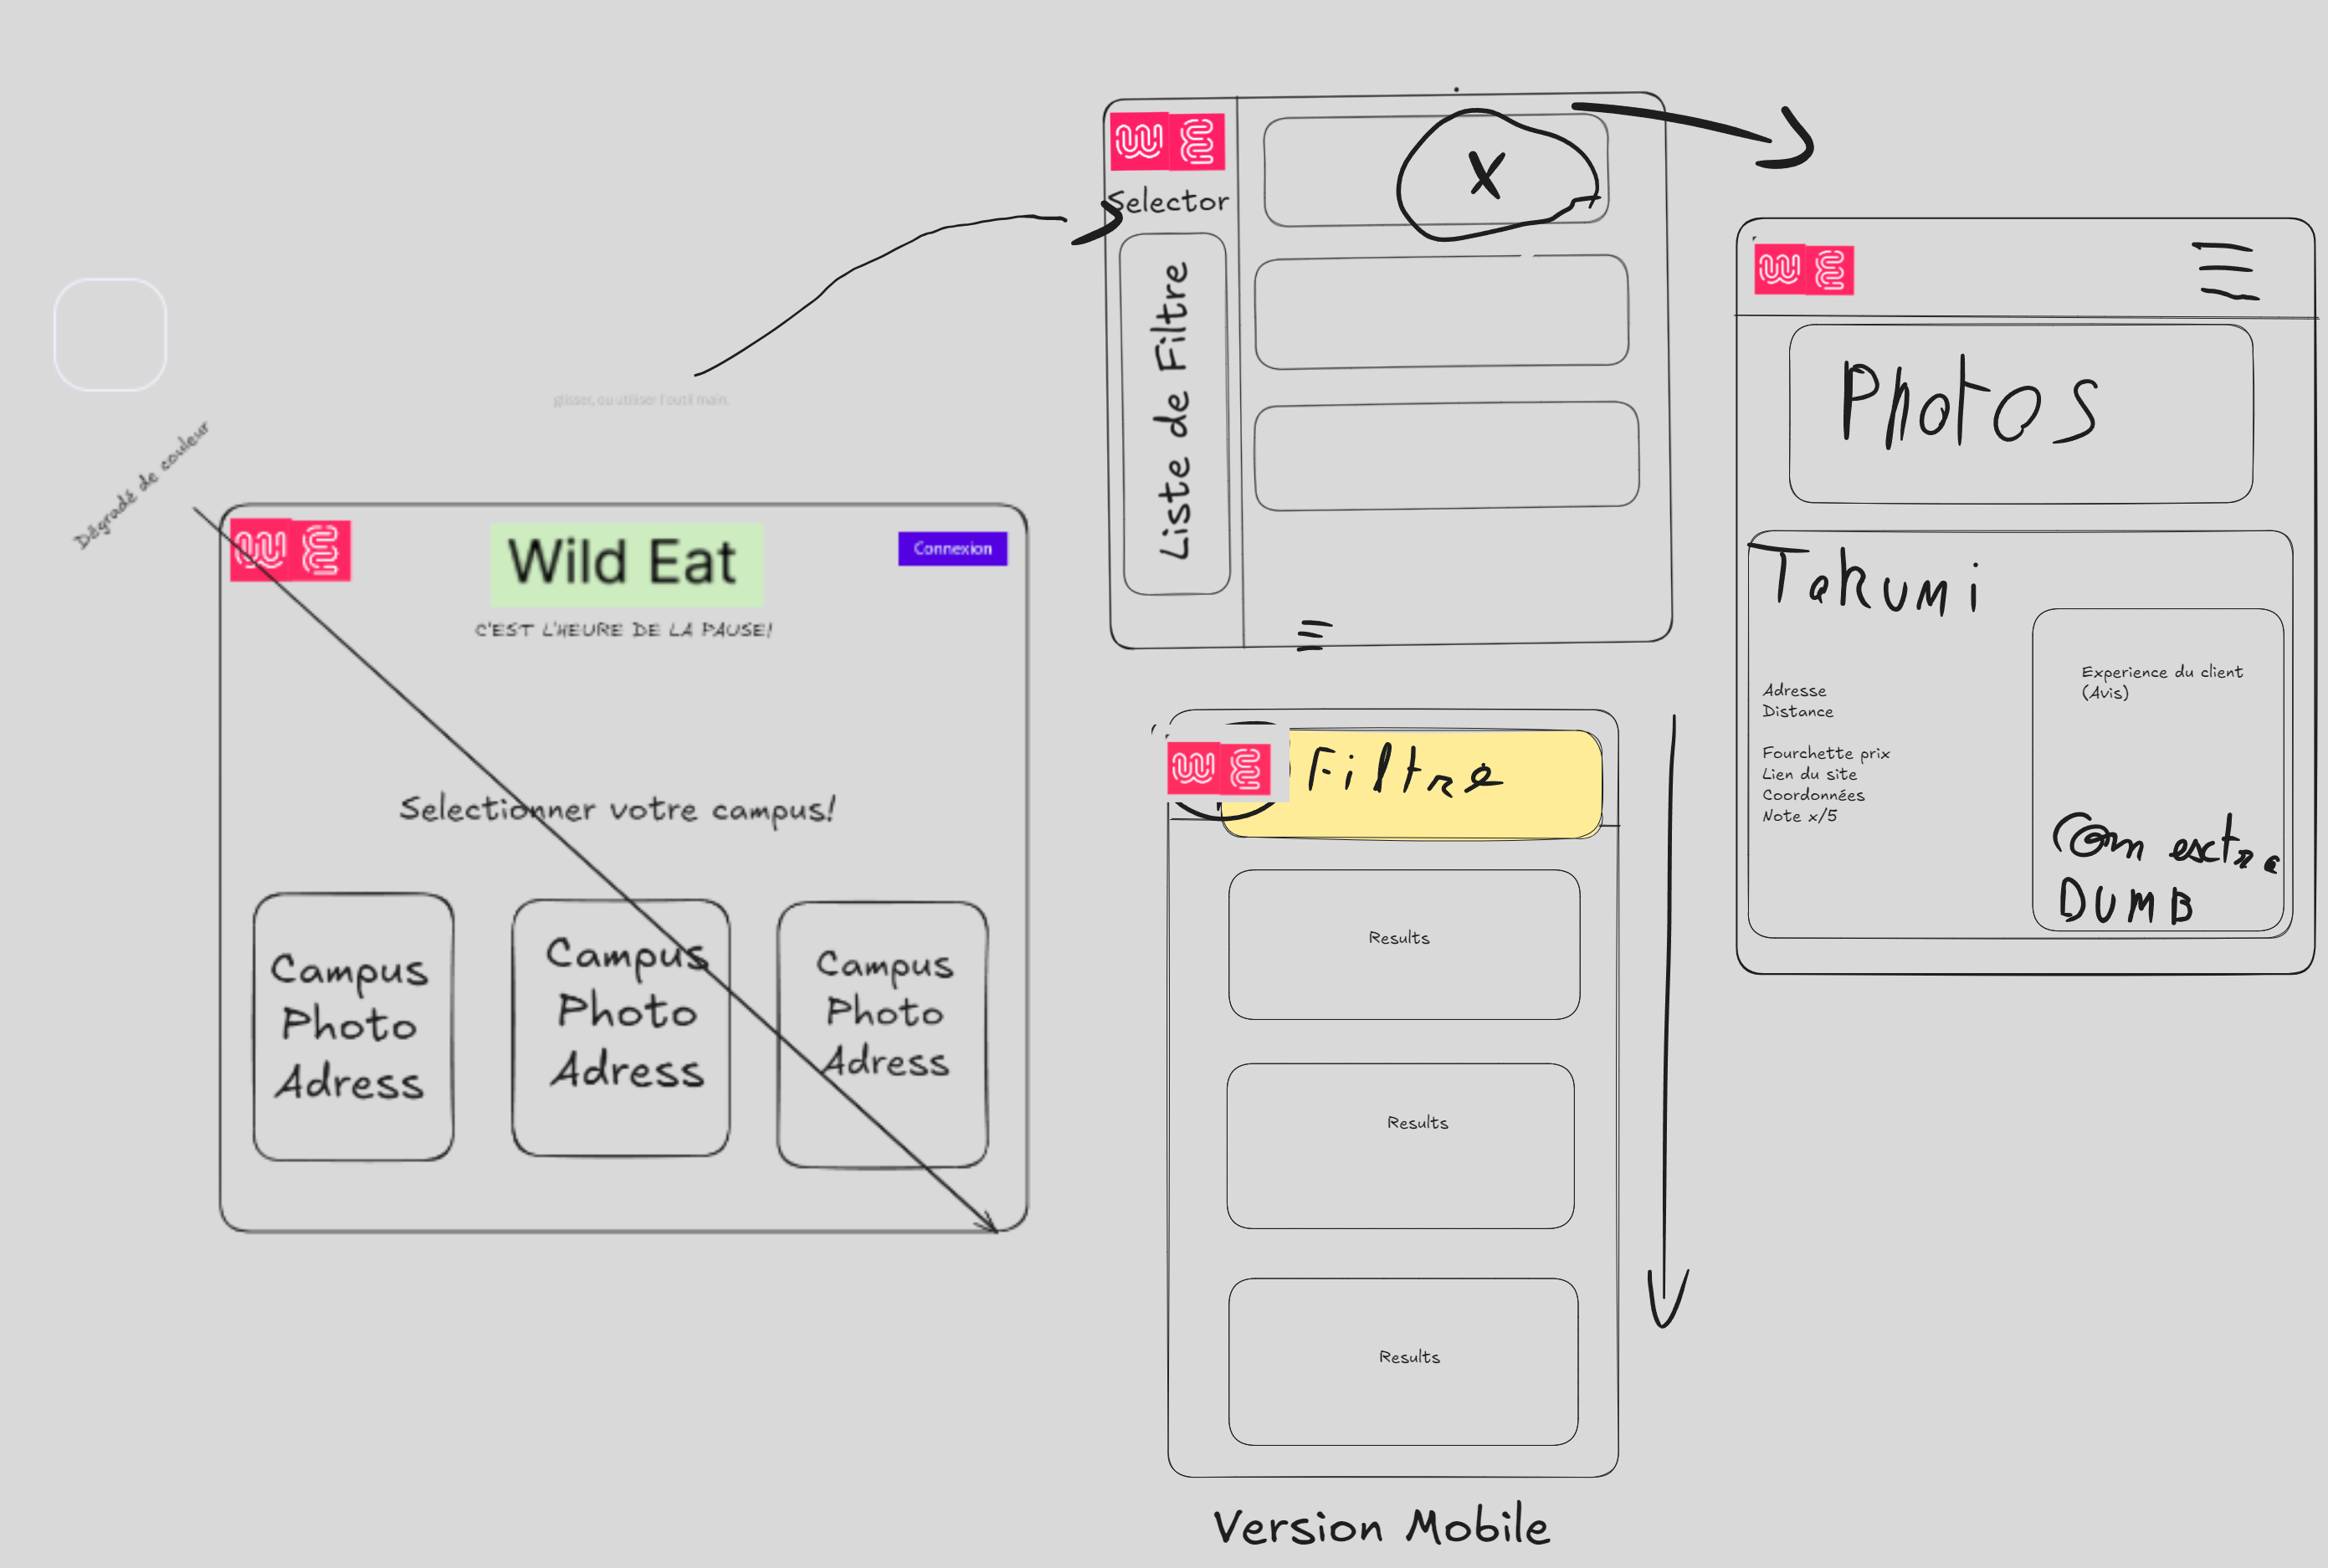 glisser, ou utiliser l'outil main.
Dégradé de couleur
Wild Eat
Connexion
C'EST L'HEURE DE LA PAUSE!
Selectionner votre campus!
Campus
Photo
Adress
Campus
Photo
Adress
Campus
Photo
Adress
Selector
Liste de Filtre
X
Filtre
Results
Results
Results
Version Mobile
Photos
Takumi
Adresse
Distance
Fourchette prix
Lien du site
Coordonnées
Note x/5
Experience du client
(Avis)
Com
DUMB